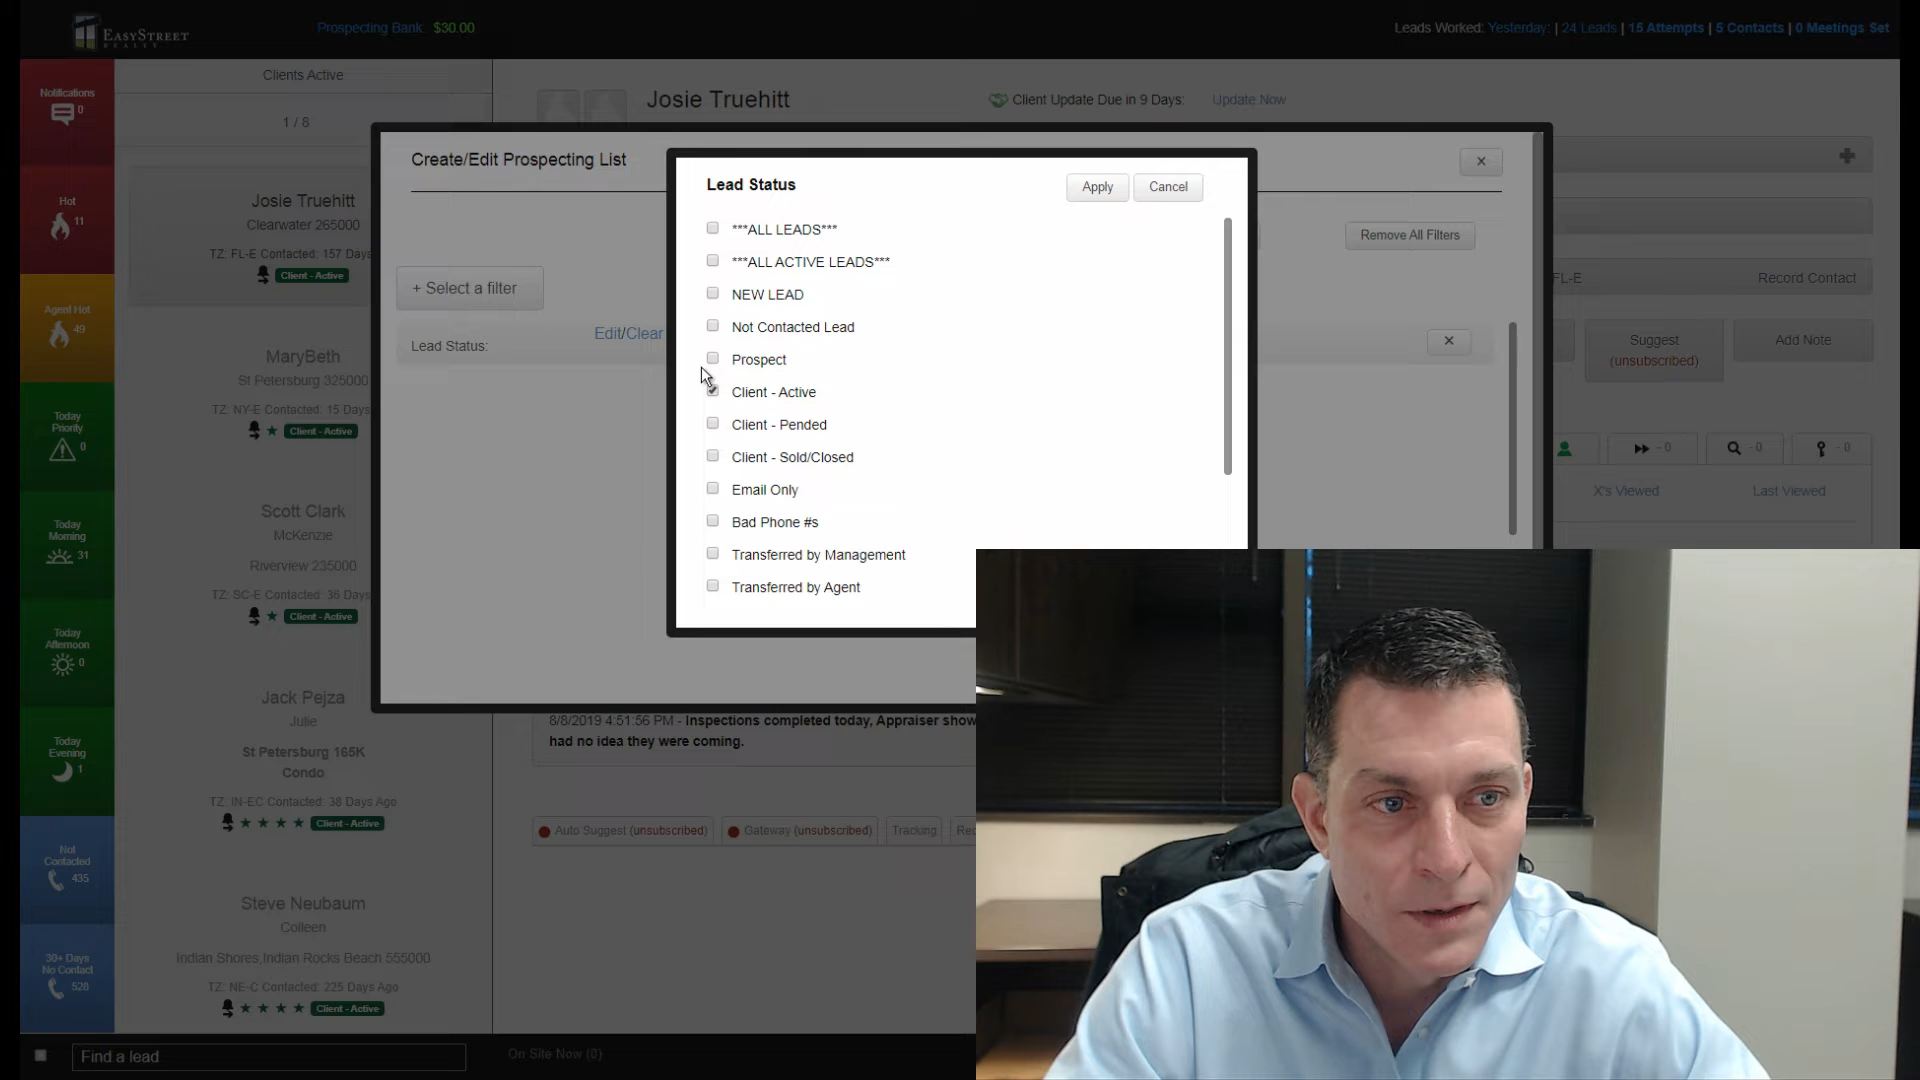 EASYSTREET
REALTY
Prospecting Bank: $30.00
Leads Worked: Yesterday: | 24 Leads | 15 Attempts | 5 Contacts | 0 Meetings Set
Notifications
0
Hot
11
Agent Hot
49
Today
Priority
0
Today
Morning
31
Today
Afternoon
0
Today
Evening
1
Not
Contacted
435
30+ Days
No Contact
528
Clients Active
1 / 8
Josie Truehitt
Clearwater 265000
TZ: FL-E Contacted: 157 Days
Client - Active
MaryBeth
St Petersburg 325000
TZ: NY-E Contacted: 15 Days
Client - Active
Scott Clark
McKenzie
Riverview 235000
TZ: SC-E Contacted: 36 Days
Client - Active
Jack Pejza
Julie
St Petersburg 165K
Condo
TZ: IN-EC Contacted: 38 Days Ago
Client - Active
Steve Neubaum
Colleen
Indian Shores,Indian Rocks Beach 555000
TZ: NE-C Contacted: 225 Days Ago
Client - Active
Find a lead
On Site Now (0)
Josie Truehitt
Client Update Due in 9 Days:
Update Now
Create/Edit Prospecting List
Remove All Filters
+ Select a filter
Lead Status:
Edit/Clear
Lead Status
Apply
Cancel
***ALL LEADS***
***ALL ACTIVE LEADS***
NEW LEAD
Not Contacted Lead
Prospect
Client - Active
Client - Pended
Client - Sold/Closed
Email Only
Bad Phone #s
Transferred by Management
Transferred by Agent
FL-E
Record Contact
Suggest
(unsubscribed)
Add Note
- 0
- 0
- 0
X's Viewed
Last Viewed
8/8/2019 4:51:56 PM - Inspections completed today, Appraiser show
had no idea they were coming.
Auto Suggest (unsubscribed)
Gateway (unsubscribed)
Tracking
Rec